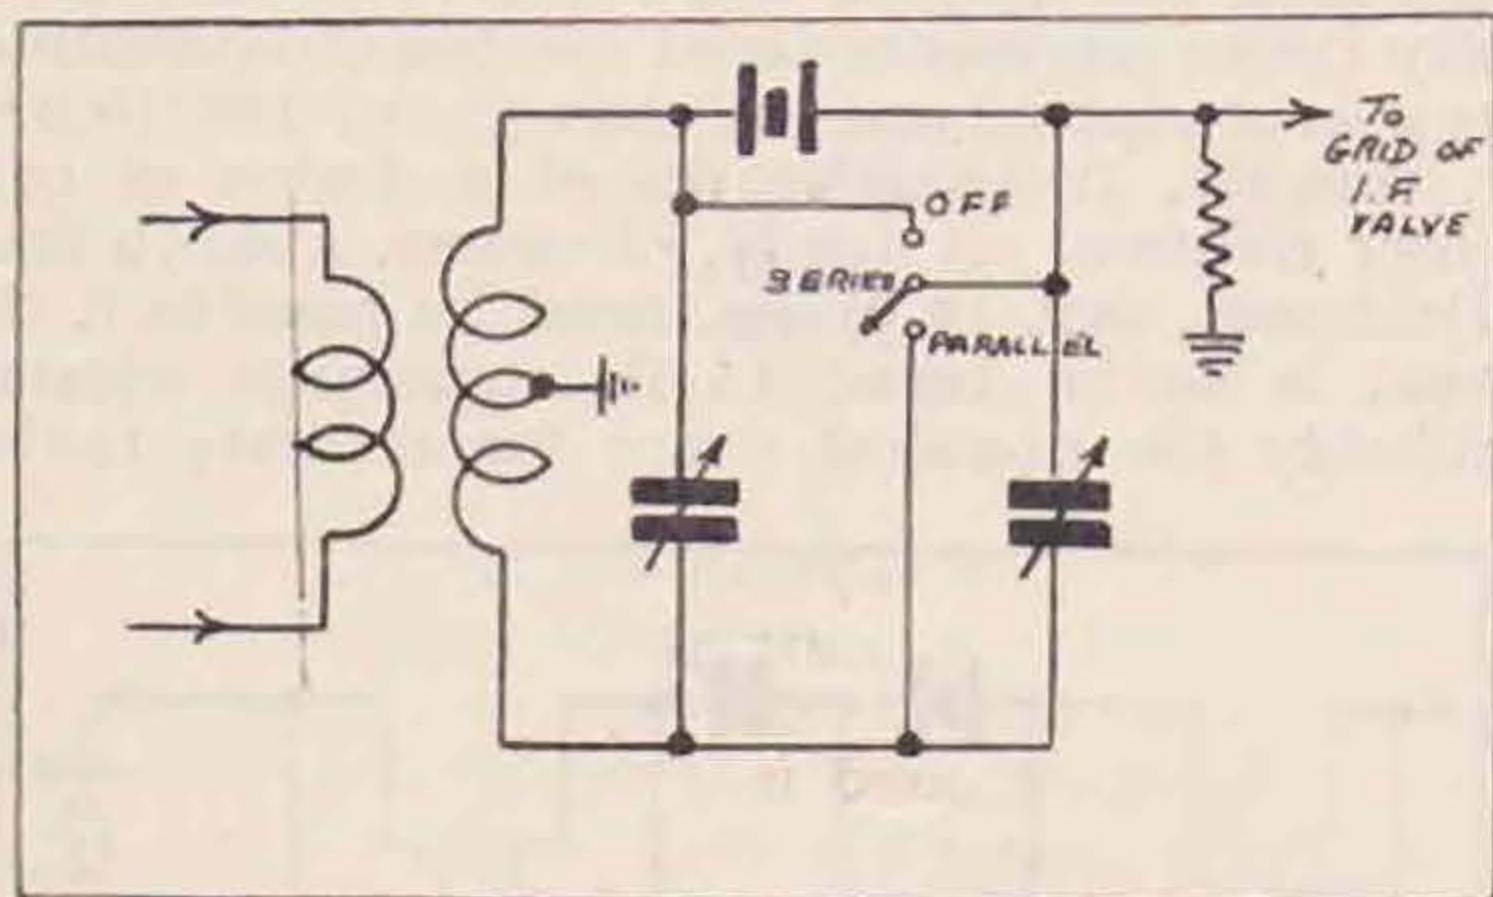 OFF
SERIES
PARALLEL
To
GRID OF
I.F.
VALVE